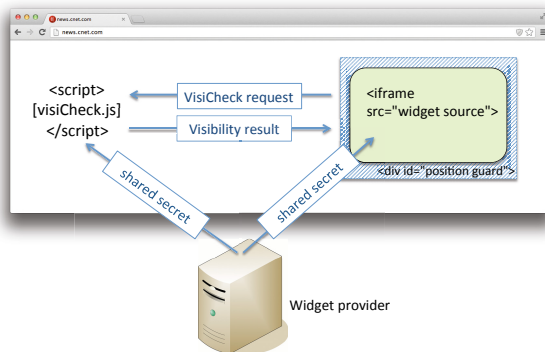 news.cnet.com
news.cnet.com
<script>
[visiCheck.js]
</script>
VisiCheck request
Visibility result
<iframe
src="widget source">
<div id="position guard">
shared secret
shared secret
Widget provider